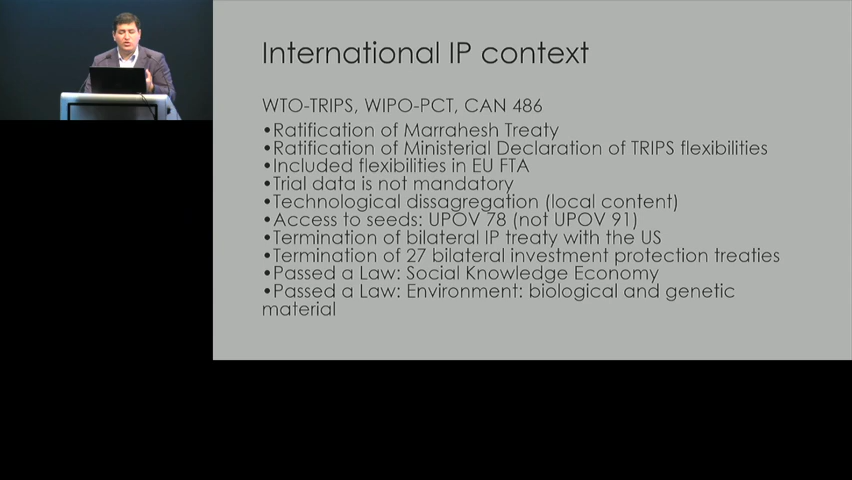 International IP context
WTO-TRIPS, WIPO-PCT, CAN 486
•Ratification of Marrahesh Treaty
•Ratification of Ministerial Declaration of TRIPS flexibilities
•Included flexibilities in EU FTA
•Trial data is not mandatory
•Technological dissagregation (local content)
•Access to seeds: UPOV 78 (not UPOV 91)
•Termination of bilateral IP treaty with the US
•Termination of 27 bilateral investment protection treaties
•Passed a Law: Social Knowledge Economy
•Passed a Law: Environment: biological and genetic
material